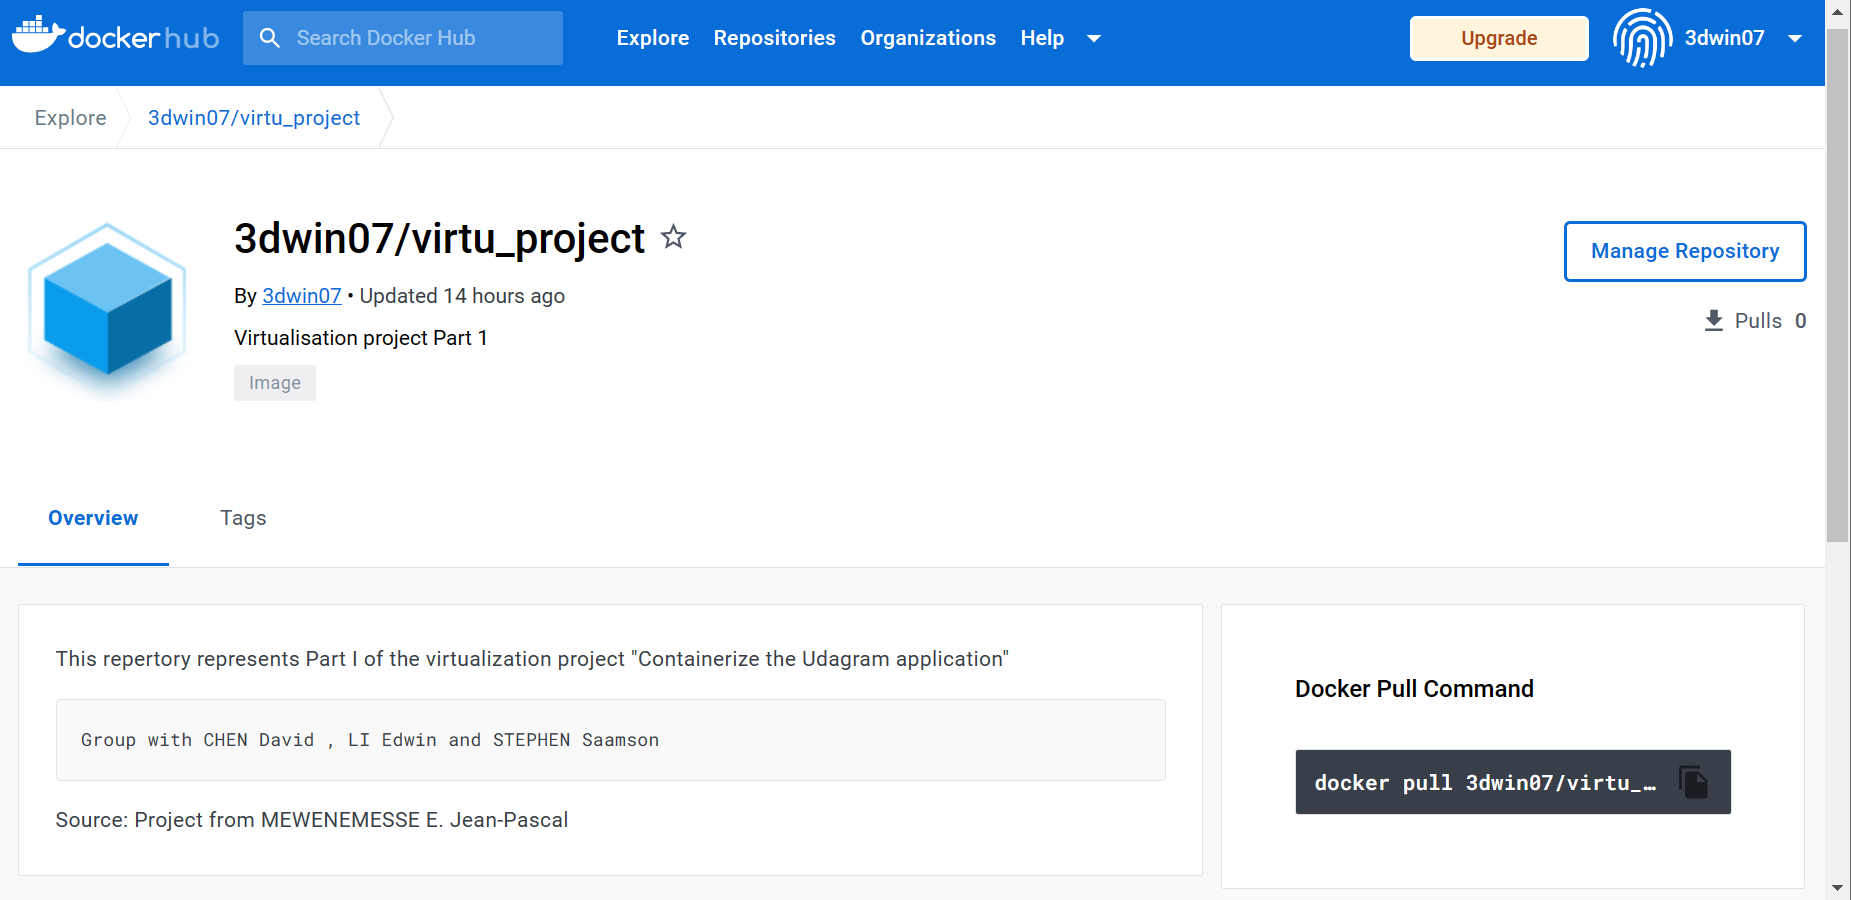 docker hub
Search Docker Hub
Explore
Repositories
Organizations
Help
Upgrade
3dwin07
Explore
3dwin07/virtu_project
3dwin07/virtu_project
Manage Repository
By 3dwin07 • Updated 14 hours ago
Pulls 0
Virtualisation project Part 1
Image
Overview
Tags
This repertory represents Part I of the virtualization project "Containerize the Udagram application"
Group with CHEN David , LI Edwin and STEPHEN Saamson
Source: Project from MEWENEMESSE E. Jean-Pascal
Docker Pull Command
docker pull 3dwin07/virtu_…